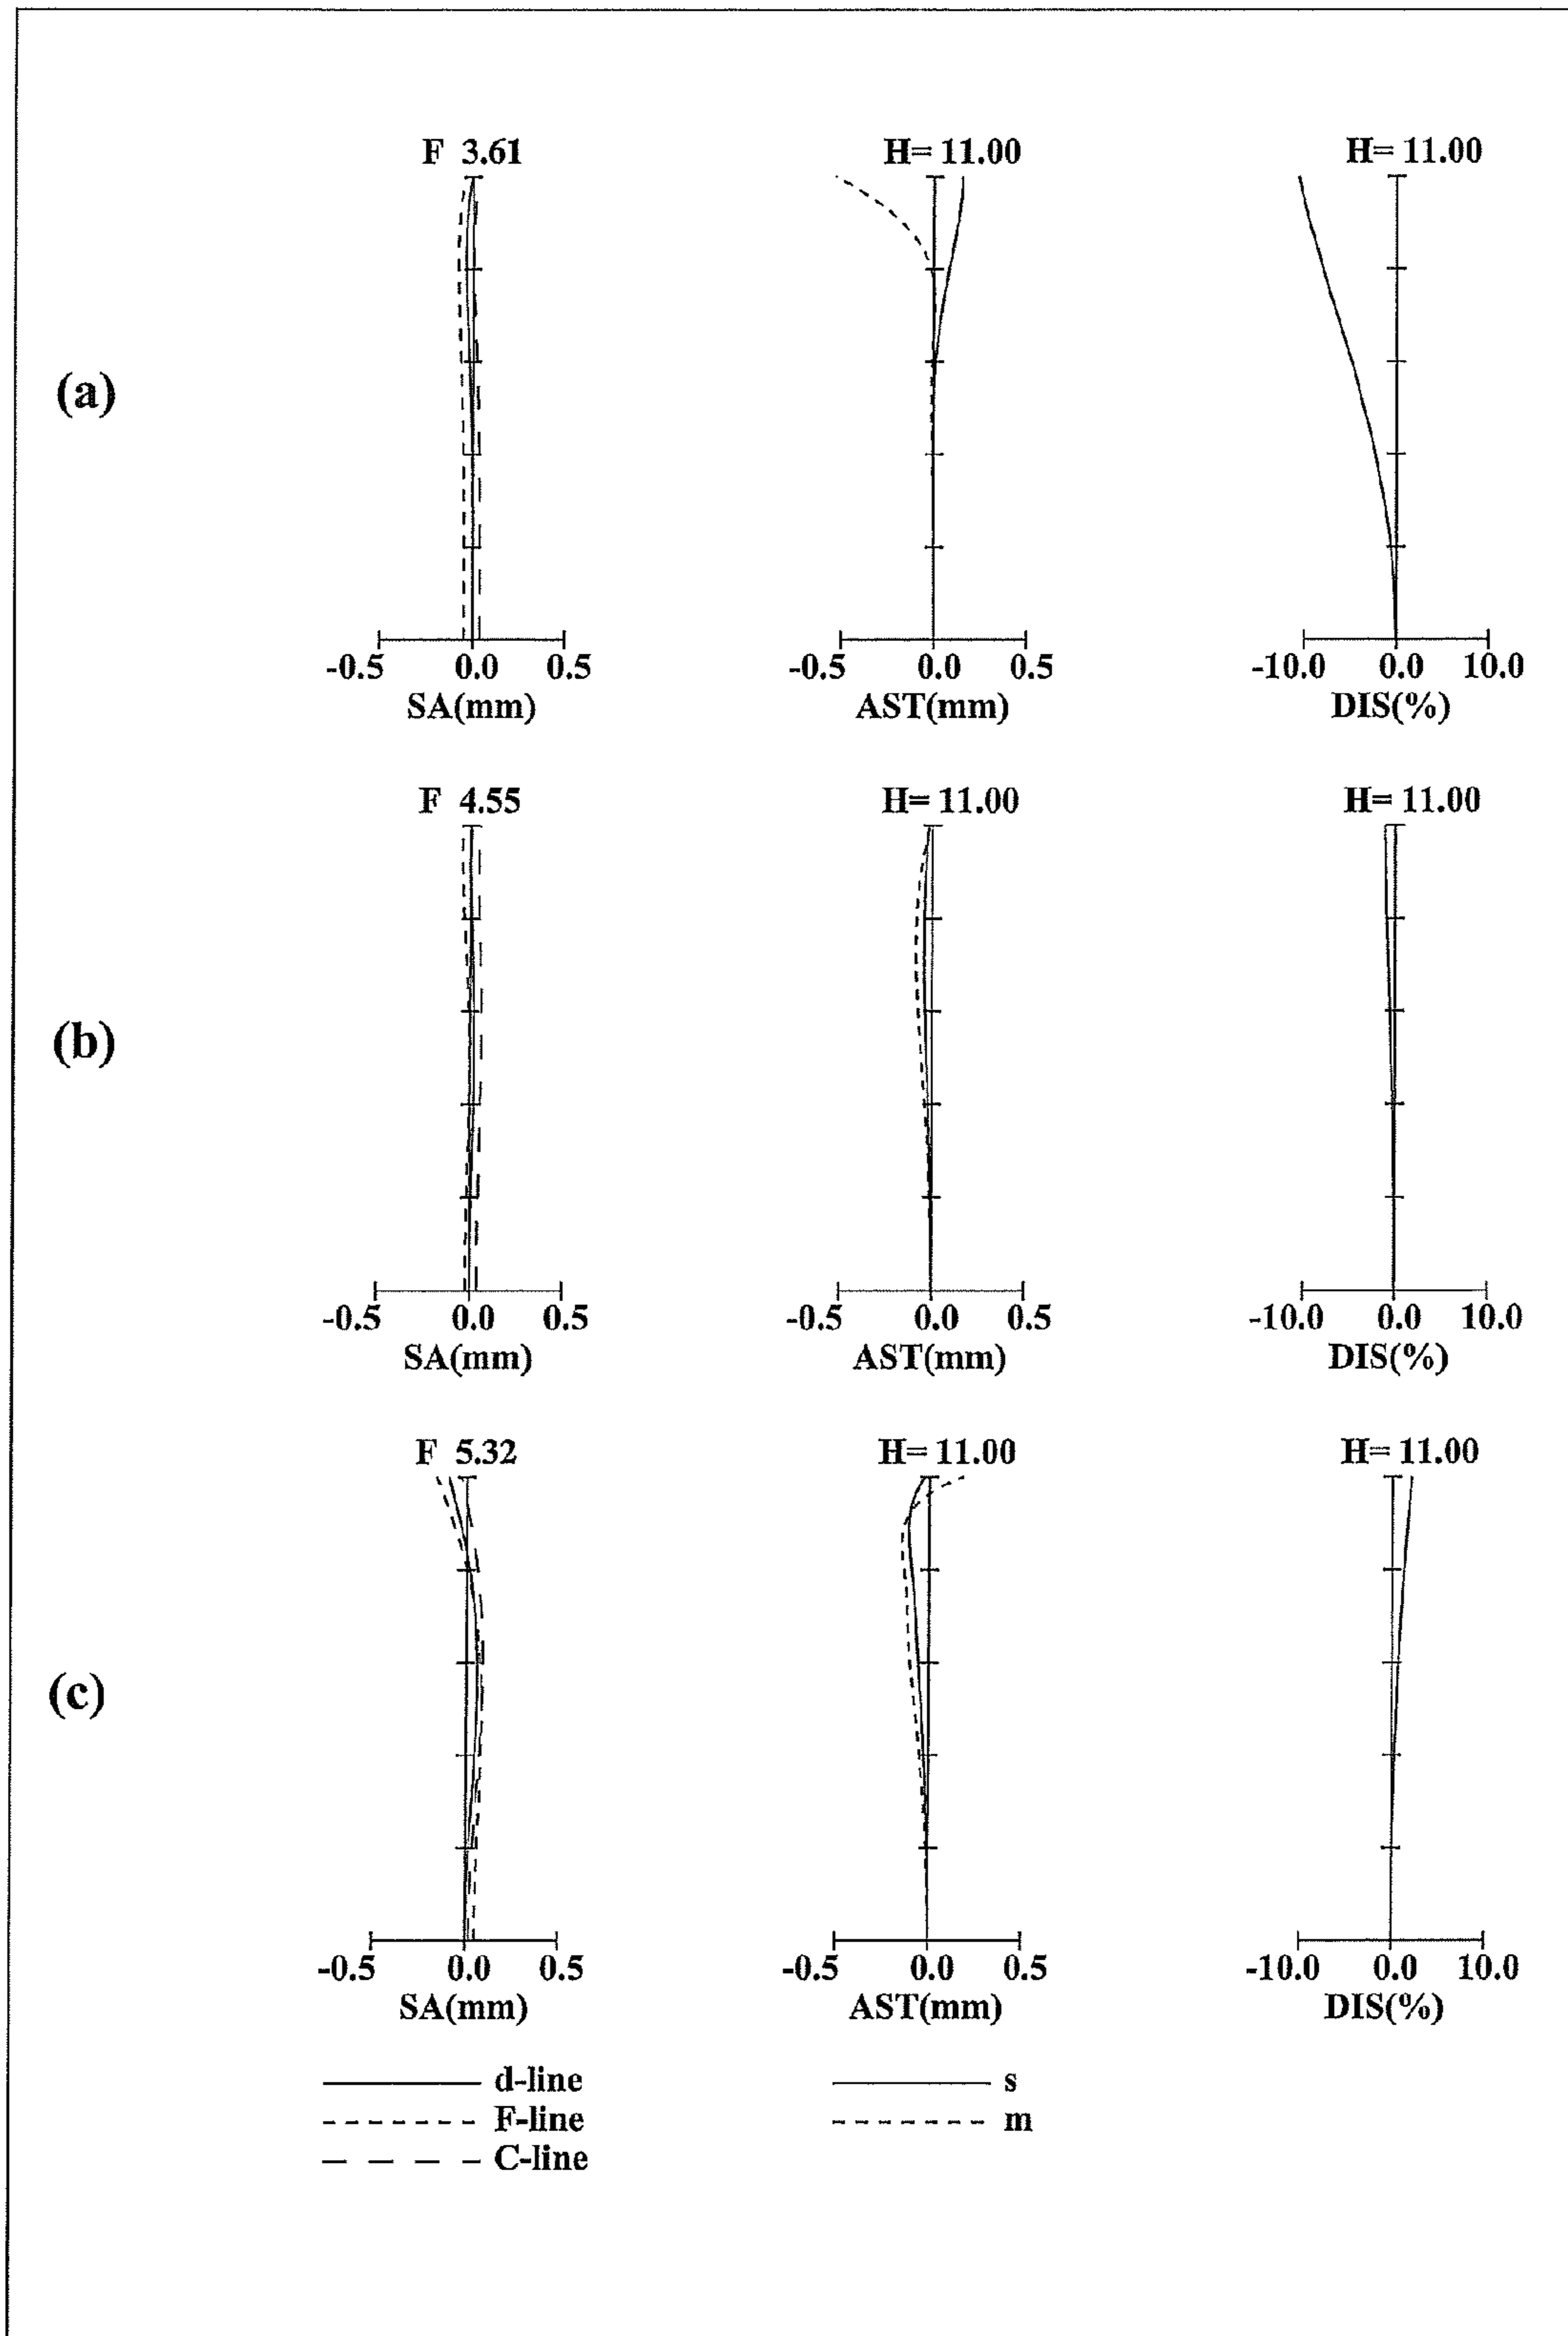 F 3.61 H= 11.00 H= 11.00
(a)
-0.5 0.0 0.5 -0.5 0.0 0.5 -10.0 0.0 10.0
SA(mm) AST(mm) DIS(%)
F 4.55 H= 11.00 H= 11.00
(b)
-0.5 0.0 0.5 -0.5 0.0 0.5 -10.0 0.0 10.0
SA(mm) AST(mm) DIS(%)
F 5.32 H= 11.00 H= 11.00
(c)
-0.5 0.0 0.5 -0.5 0.0 0.5 -10.0 0.0 10.0
SA(mm) AST(mm) DIS(%)
d-line s
F-line m
C-line